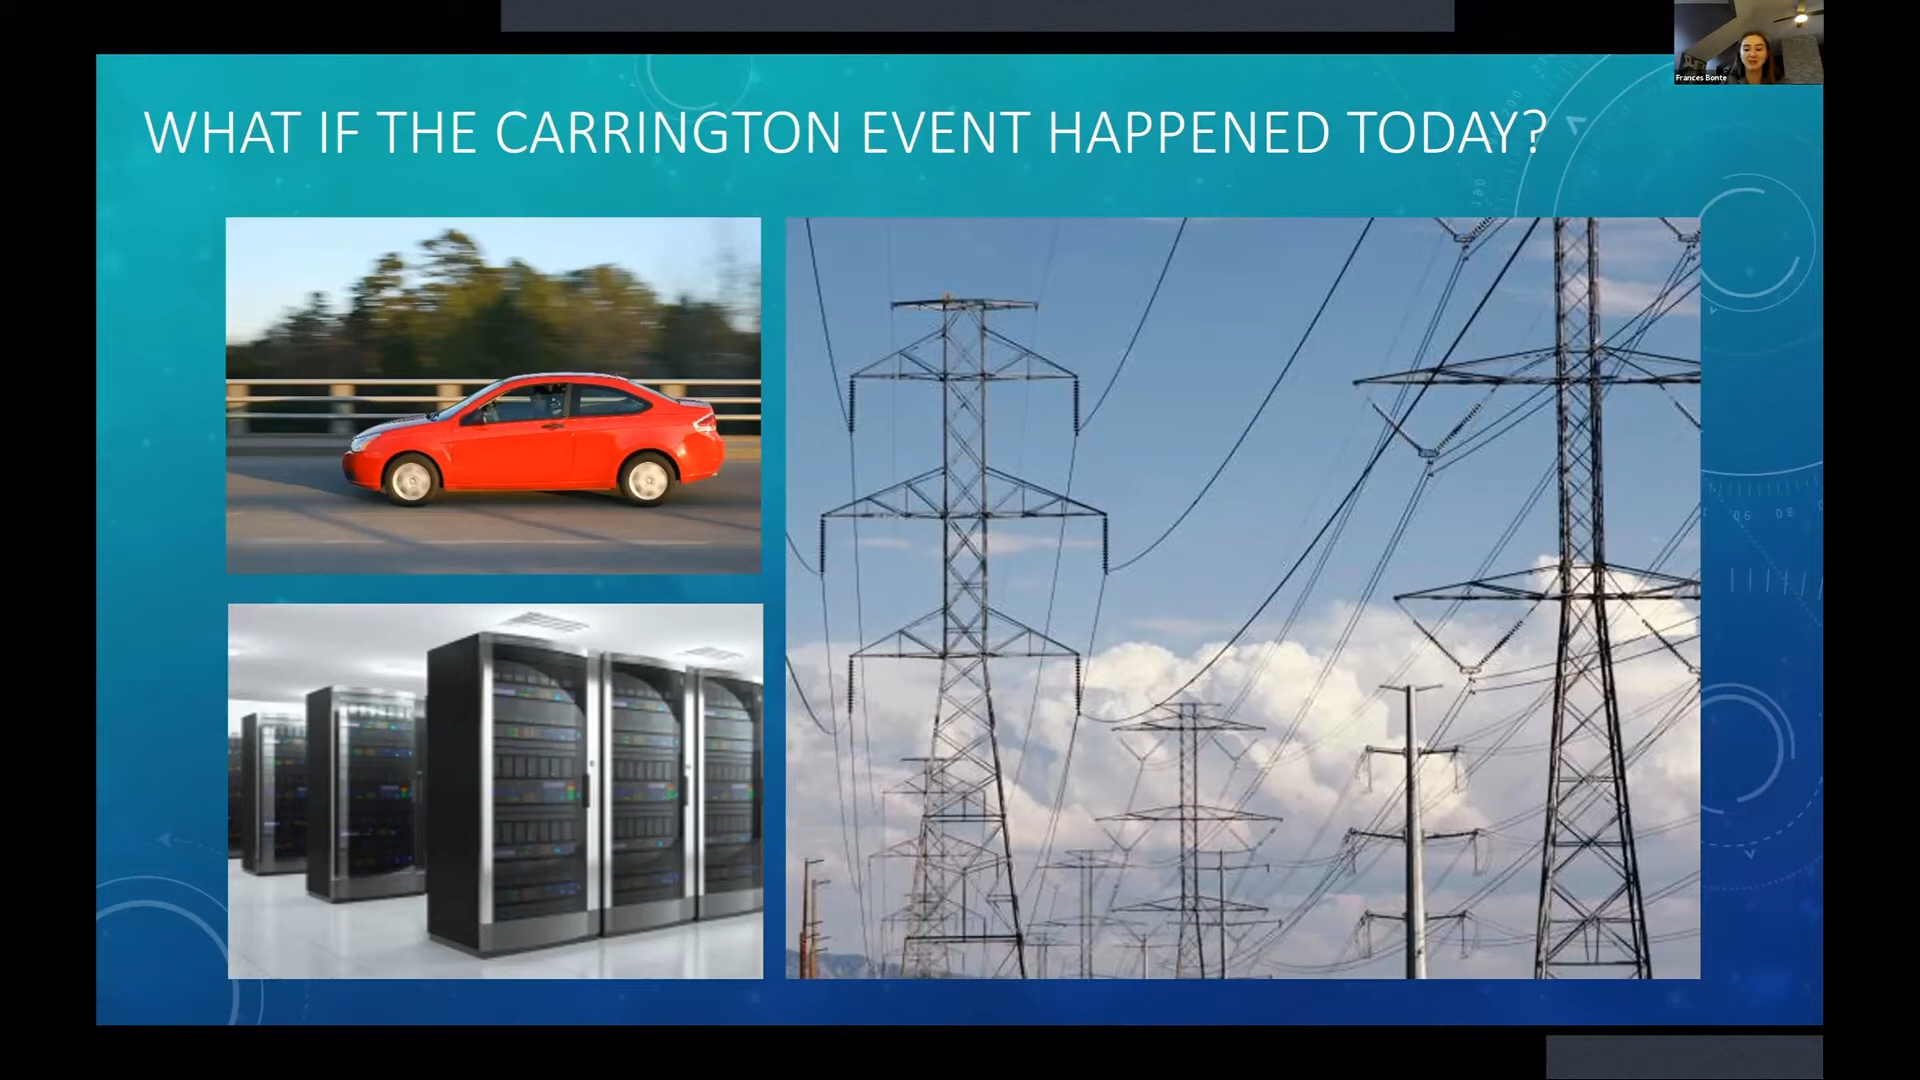 Frances Bonte
WHAT IF THE CARRINGTON EVENT HAPPENED TODAY?